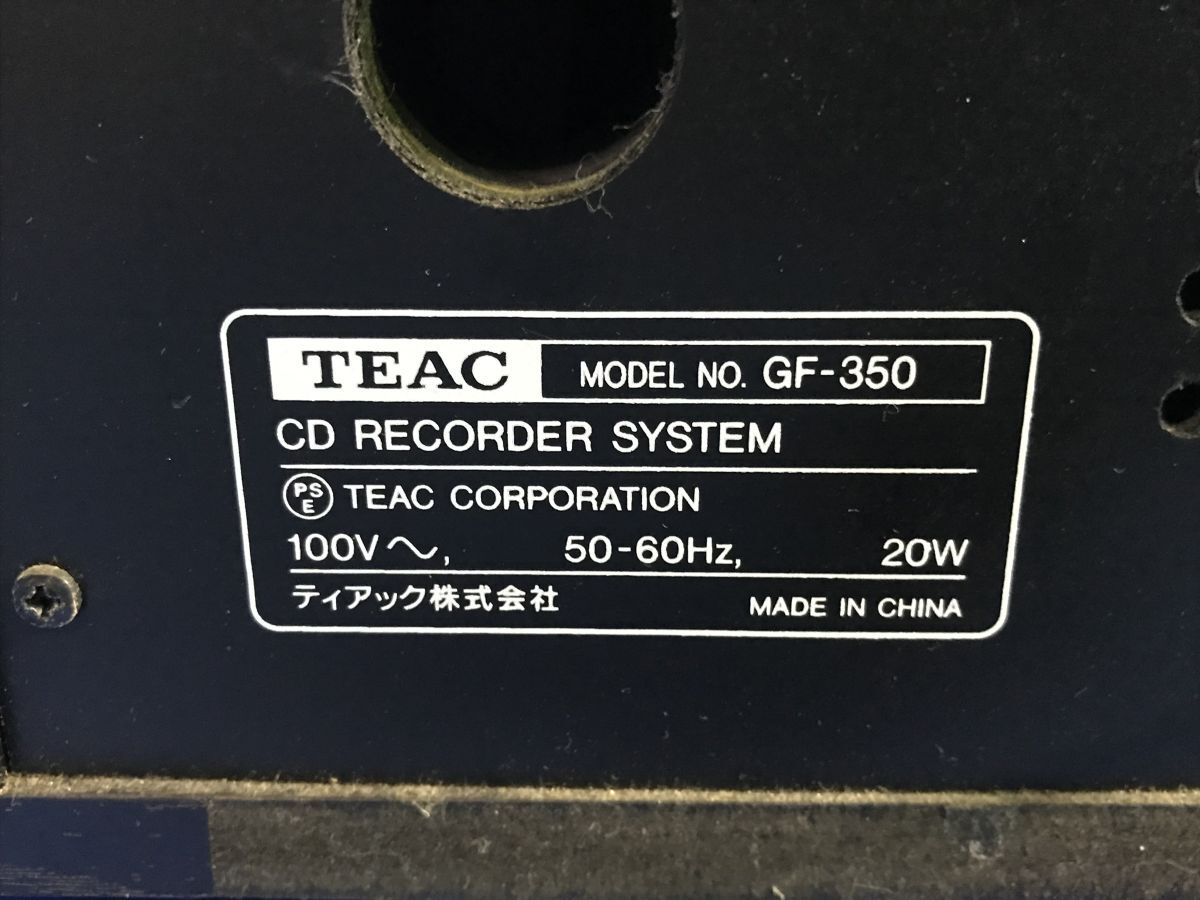 TEAC MODEL NO. GF-350
CD RECORDER SYSTEM
PSE TEAC CORPORATION
100V～, 50-60Hz, 20W
ティアック株式会社 MADE IN CHINA